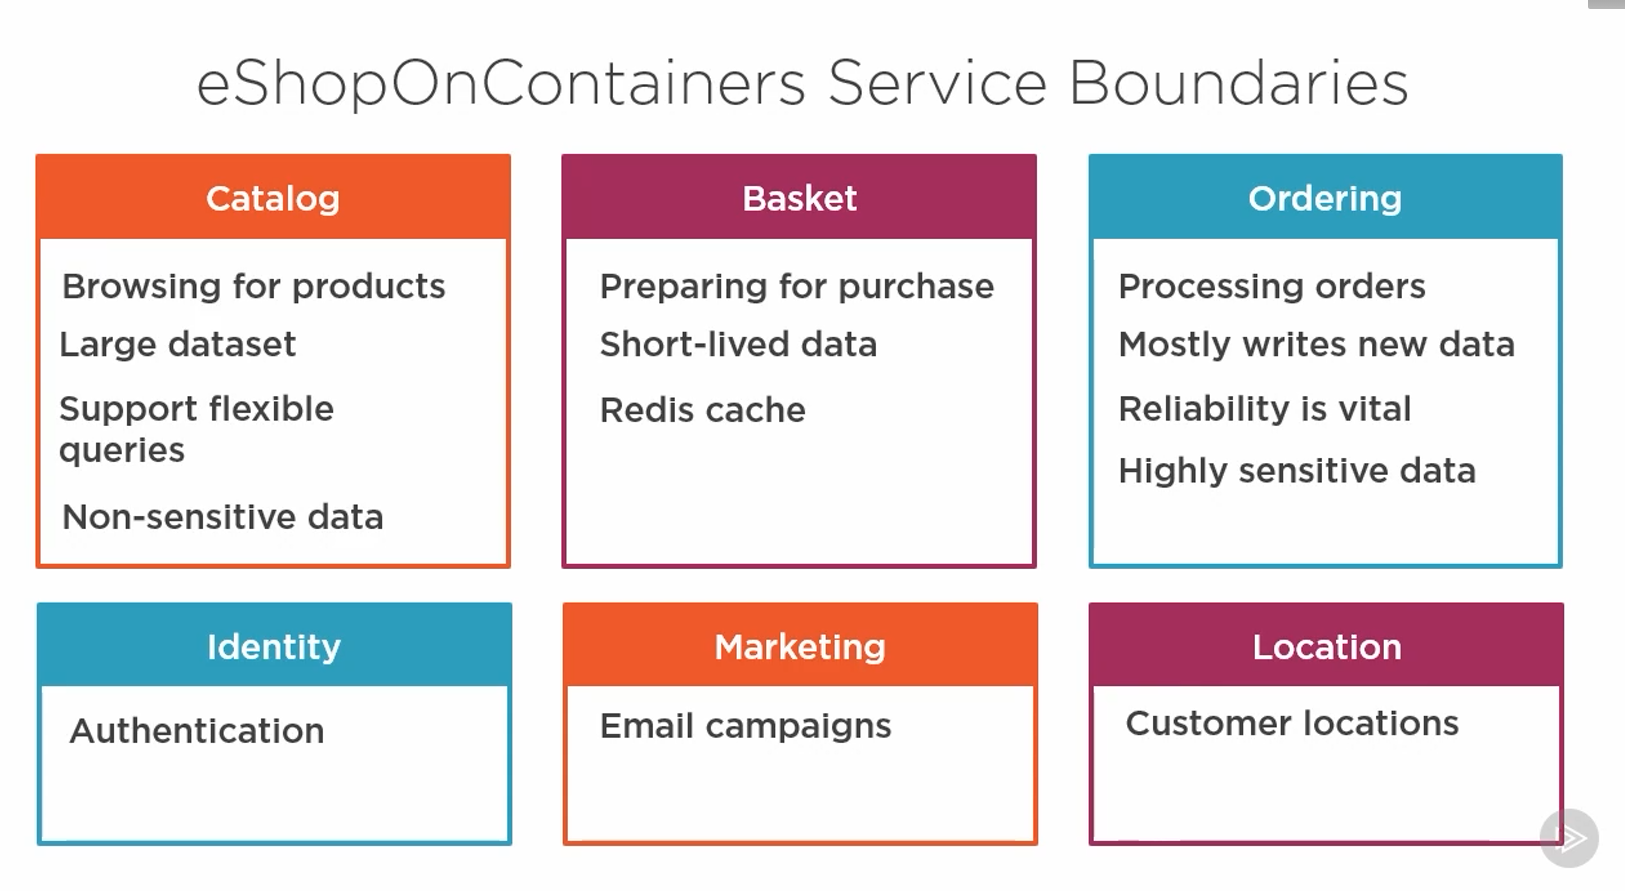 eShopOnContainers Service Boundaries
Catalog
Browsing for products
Large dataset
Support flexible
queries
Non-sensitive data
Basket
Preparing for purchase
Short-lived data
Redis cache
Ordering
Processing orders
Mostly writes new data
Reliability is vital
Highly sensitive data
Identity
Authentication
Marketing
Email campaigns
Location
Customer locations